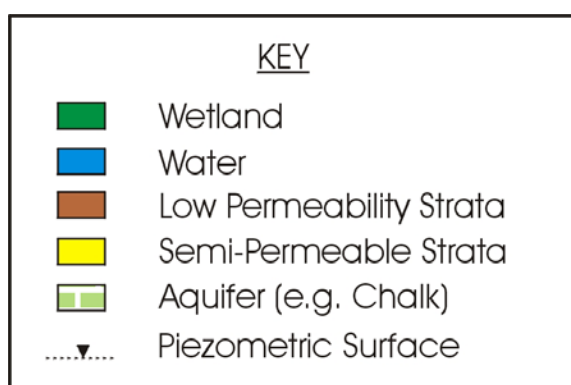 KEY
Wetland
Water
Low Permeability Strata
Semi-Permeable Strata
Aquifer (e.g. Chalk)
Piezometric Surface